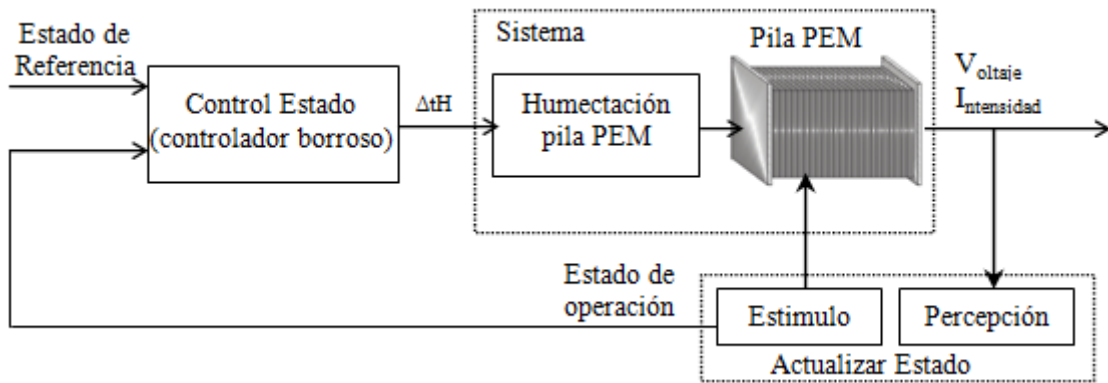 Estado de
Referencia
Control Estado
(controlador borroso)
ΔtH
Sistema
Humectación
pila PEM
Pila PEM
Voltaje
Intensidad
Estado de
operación
Estimulo
Percepción
Actualizar Estado